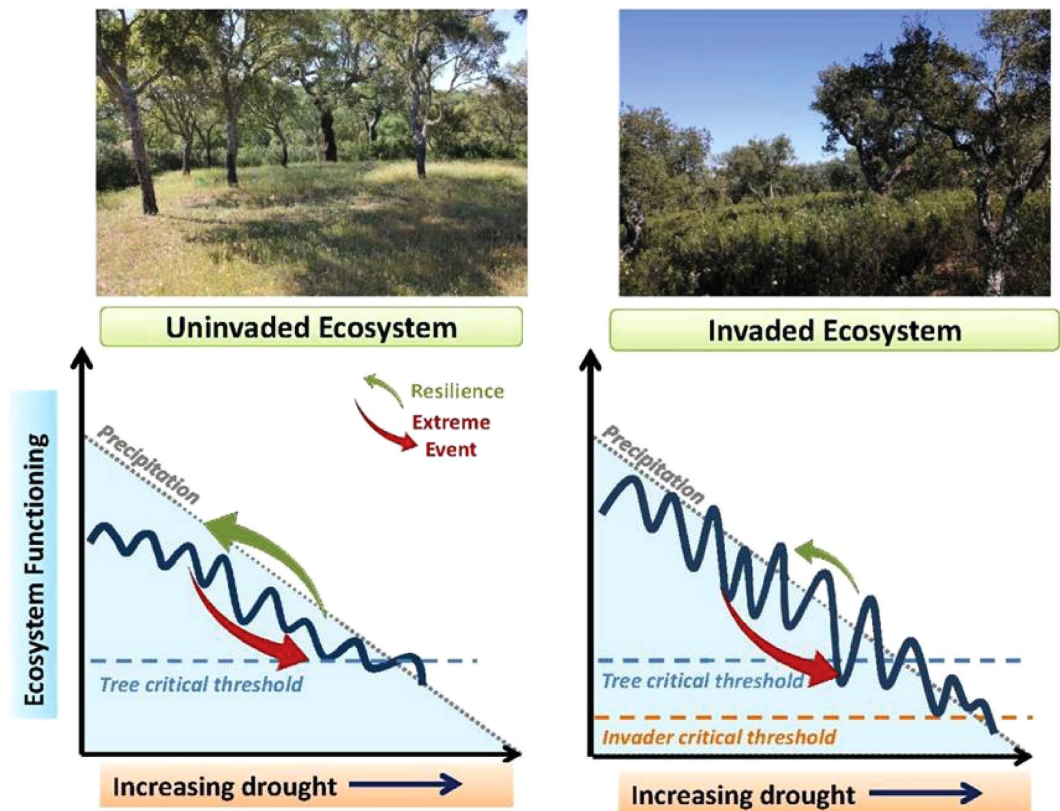 Uninvaded Ecosystem
Invaded Ecosystem
Ecosystem Functioning
Resilience
Extreme
Event
Precipitation
Tree critical threshold
Increasing drought
Precipitation
Tree critical threshold
Invader critical threshold
Increasing drought